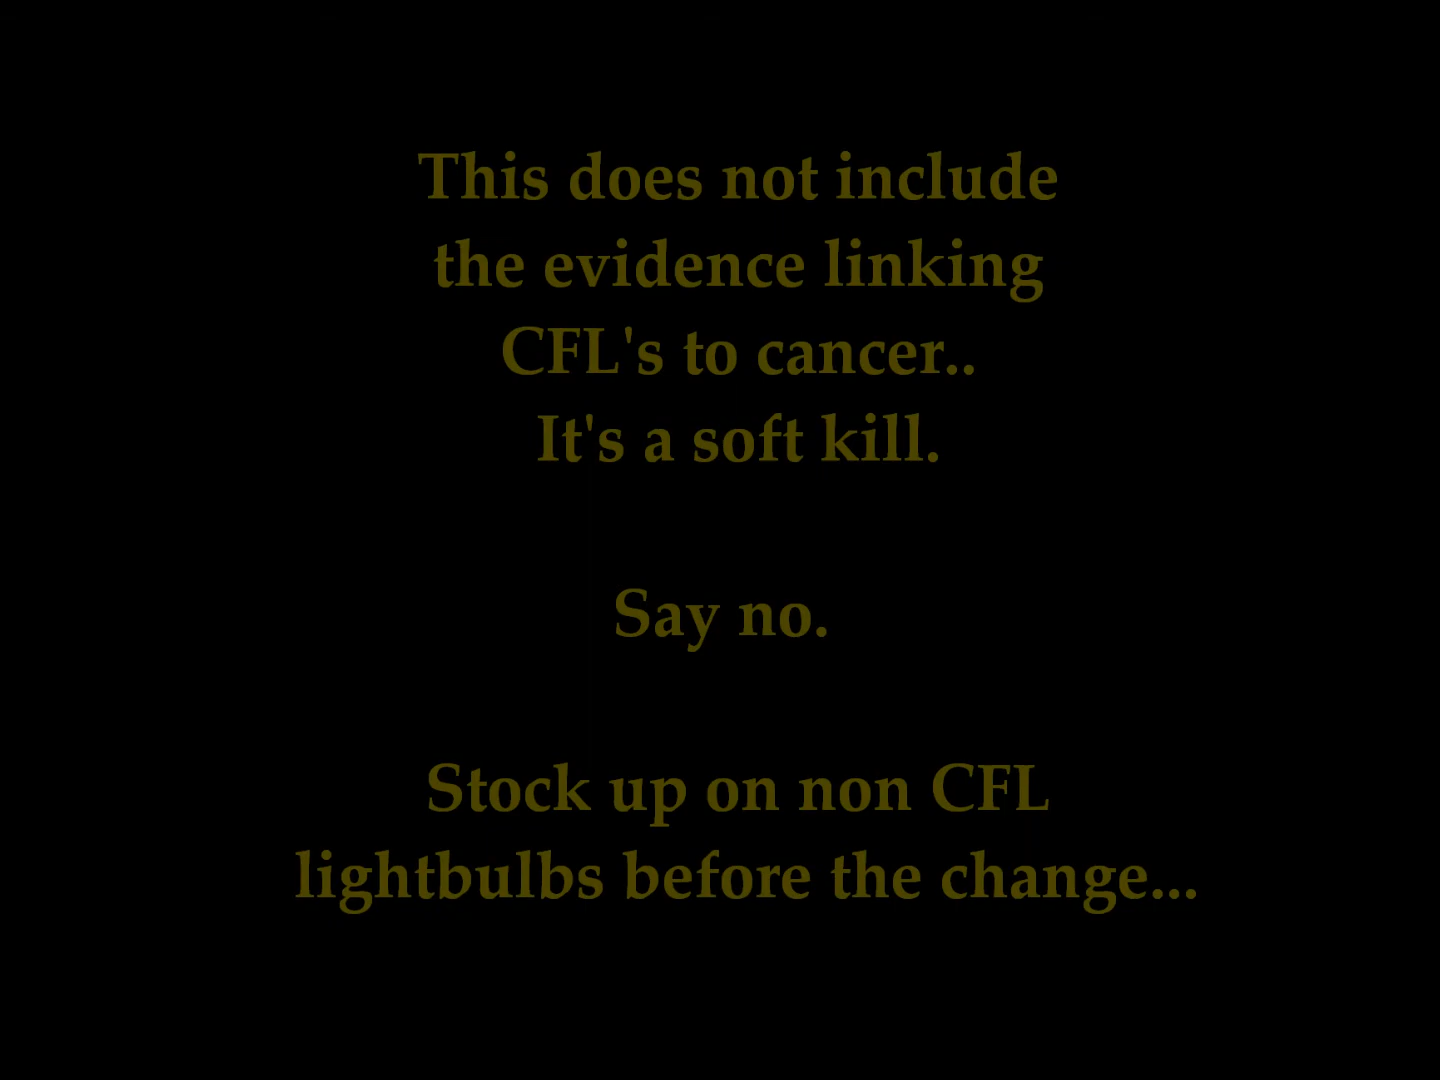 This does not include
the evidence linking
CFL's to cancer..
It's a soft kill.
Say no.
Stock up on non CFL
lightbulbs before the change...